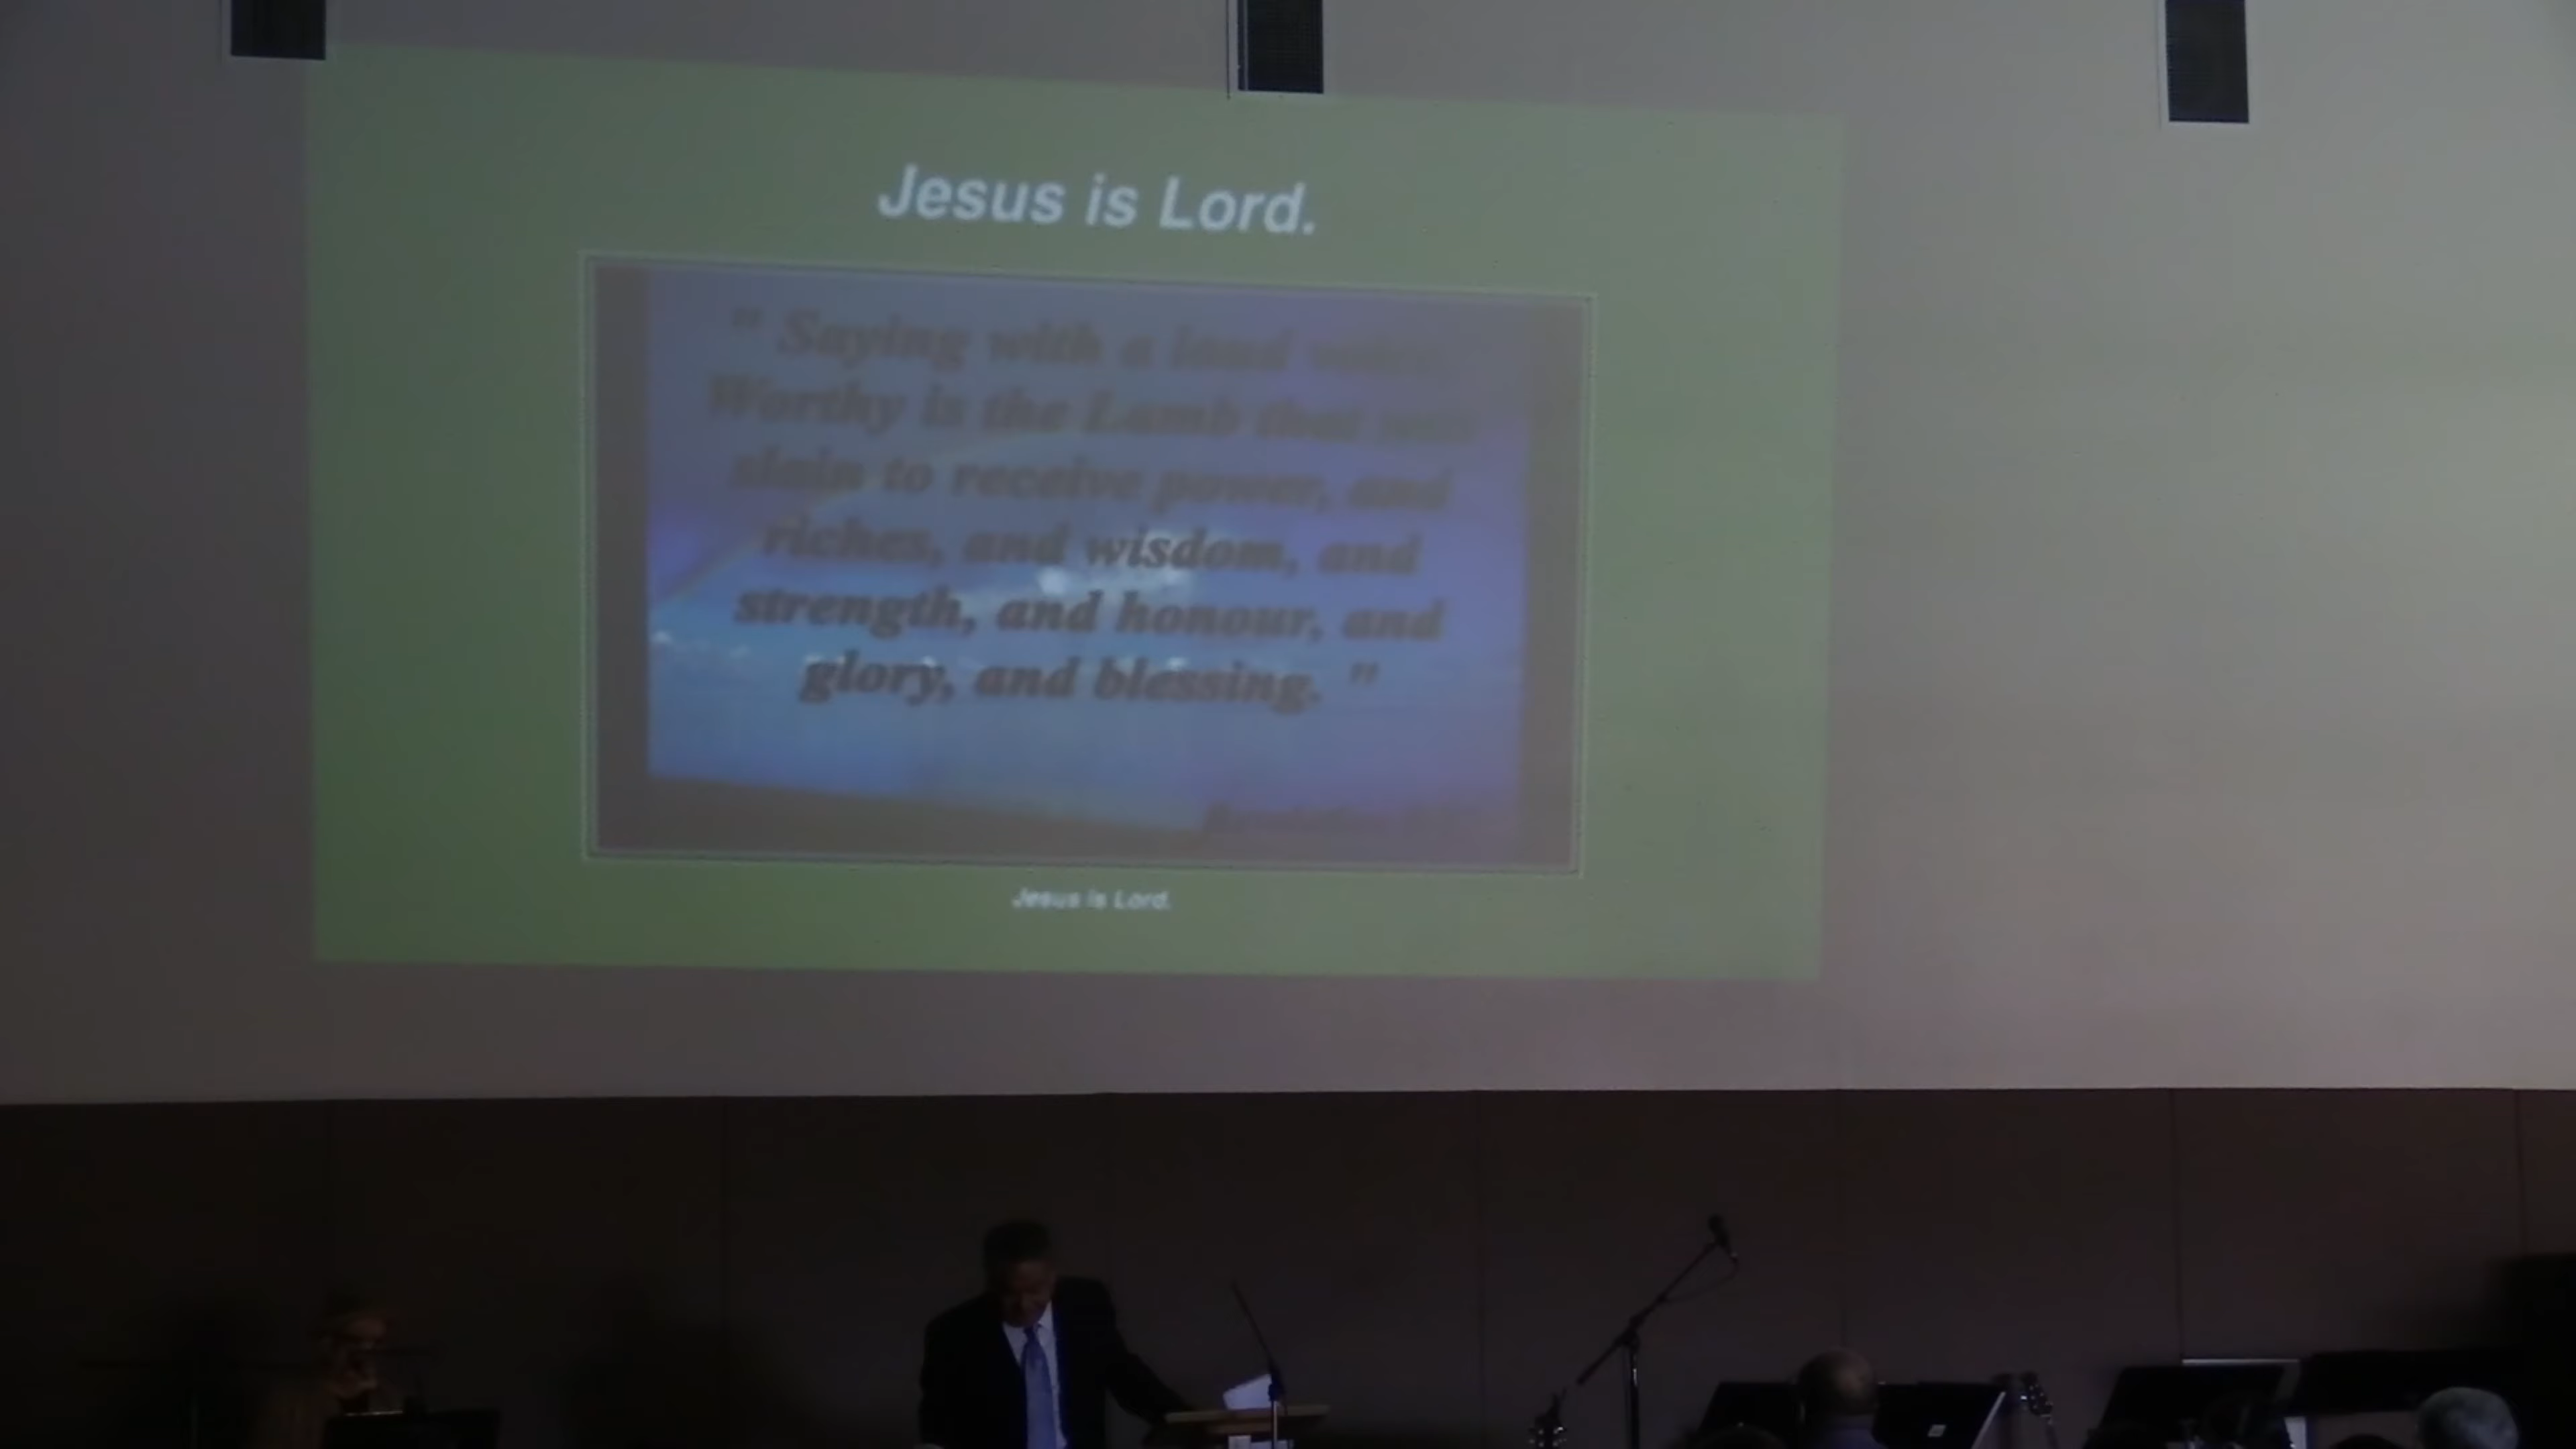 Jesus is Lord.
" Saying with a loud voice
Worthy is the Lamb that was
slain to receive power, and
riches, and wisdom, and
strength, and honour, and
glory, and blessing. "
Jesus is Lord.